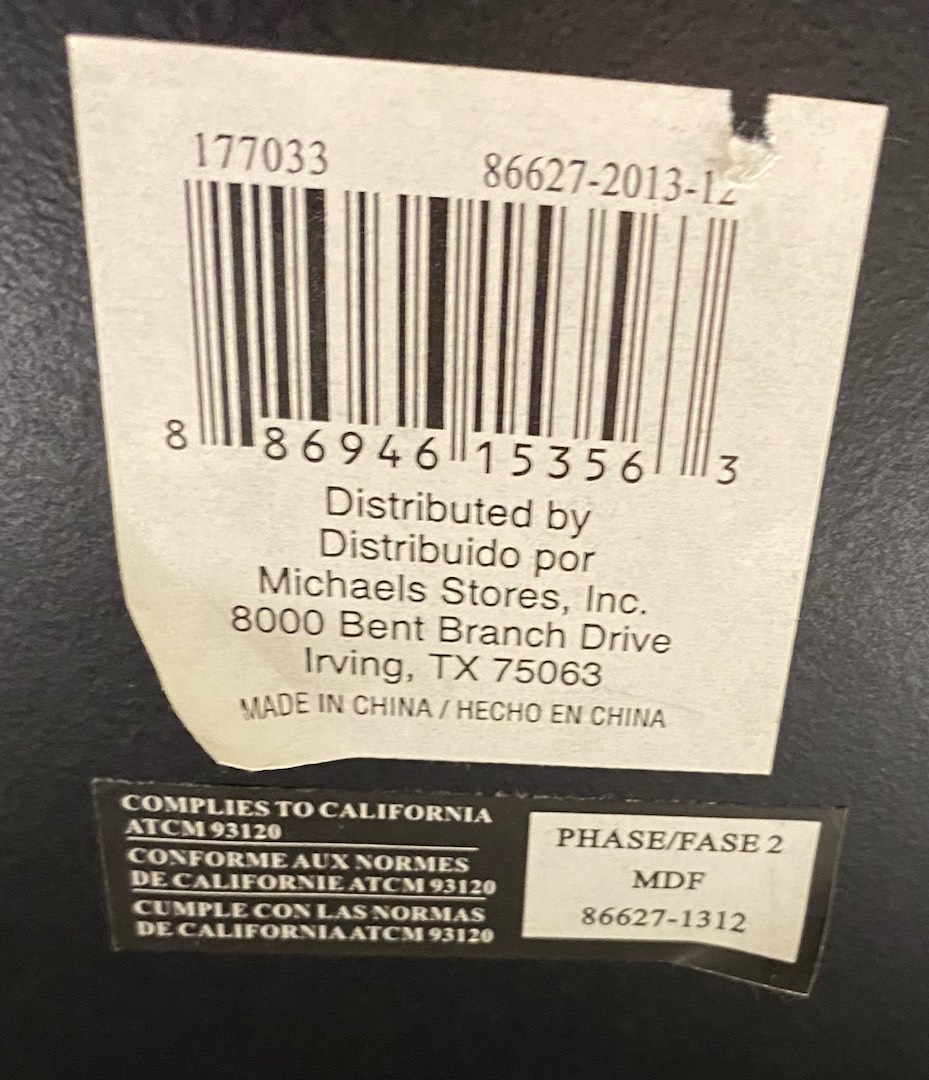 177033 86627-2013-12
8 86946 15356 3
Distributed by
Distribuido por
Michaels Stores, Inc.
8000 Bent Branch Drive
Irving, TX 75063
MADE IN CHINA / HECHO EN CHINA
COMPLIES TO CALIFORNIA
ATCM 93120
CONFORME AUX NORMES
DE CALIFORNIE ATCM 93120
CUMPLE CON LAS NORMAS
DE CALIFORNIA ATCM 93120
PHASE/FASE 2
MDF
86627-1312